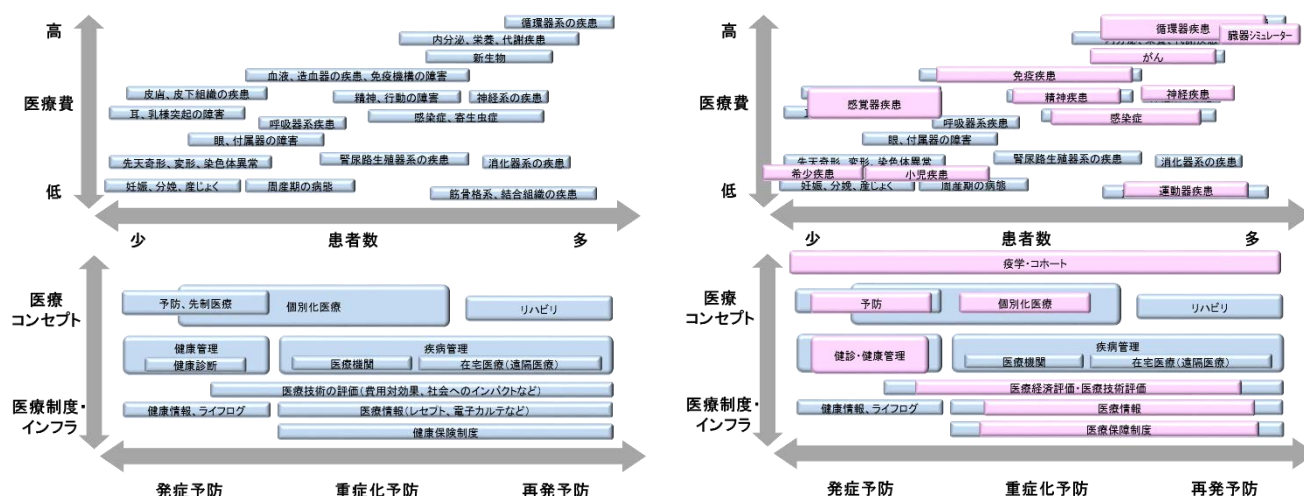 高
医療費
低
循環器系の疾患
内分泌、栄養、代謝疾患
新生物
血液、造血器の疾患、免疫機構の障害
皮膚、皮下組織の疾患
精神、行動の障害
神経系の疾患
耳、乳様突起の障害
呼吸器系疾患
感染症、寄生虫症
眼、付属器の障害
先天奇形、変形、染色体異常
腎尿路生殖器系の疾患
消化器系の疾患
妊娠、分娩、産じょく
周産期の病態
筋骨格系、結合組織の疾患
少
患者数
多
医療
コンセプト
予防、先制医療
個別化医療
リハビリ
健康管理
健康診断
疾病管理
医療機関
在宅医療(遠隔医療)
医療制度・
インフラ
医療技術の評価(費用対効果、社会へのインパクトなど)
健康情報、ライフログ
医療情報(レセプト、電子カルテなど)
健康保険制度
発症予防
重症化予防
再発予防
高
医療費
低
循環器疾患
臓器シミュレーター
がん
免疫疾患
感覚器疾患
精神疾患
神経疾患
呼吸器系疾患
感染症
眼、付属器の障害
先天奇形、変形、染色体異常
腎尿路生殖器系の疾患
消化器系の疾患
希少疾患
小児疾患
妊娠、分娩、産じょく
周産期の病態
運動器疾患
少
患者数
多
疫学・コホート
医療
コンセプト
予防
個別化医療
リハビリ
健診・健康管理
疾病管理
医療機関
在宅医療(遠隔医療)
医療制度・
インフラ
医療経済評価・医療技術評価
健康情報、ライフログ
医療情報
医療保障制度
発症予防
重症化予防
再発予防